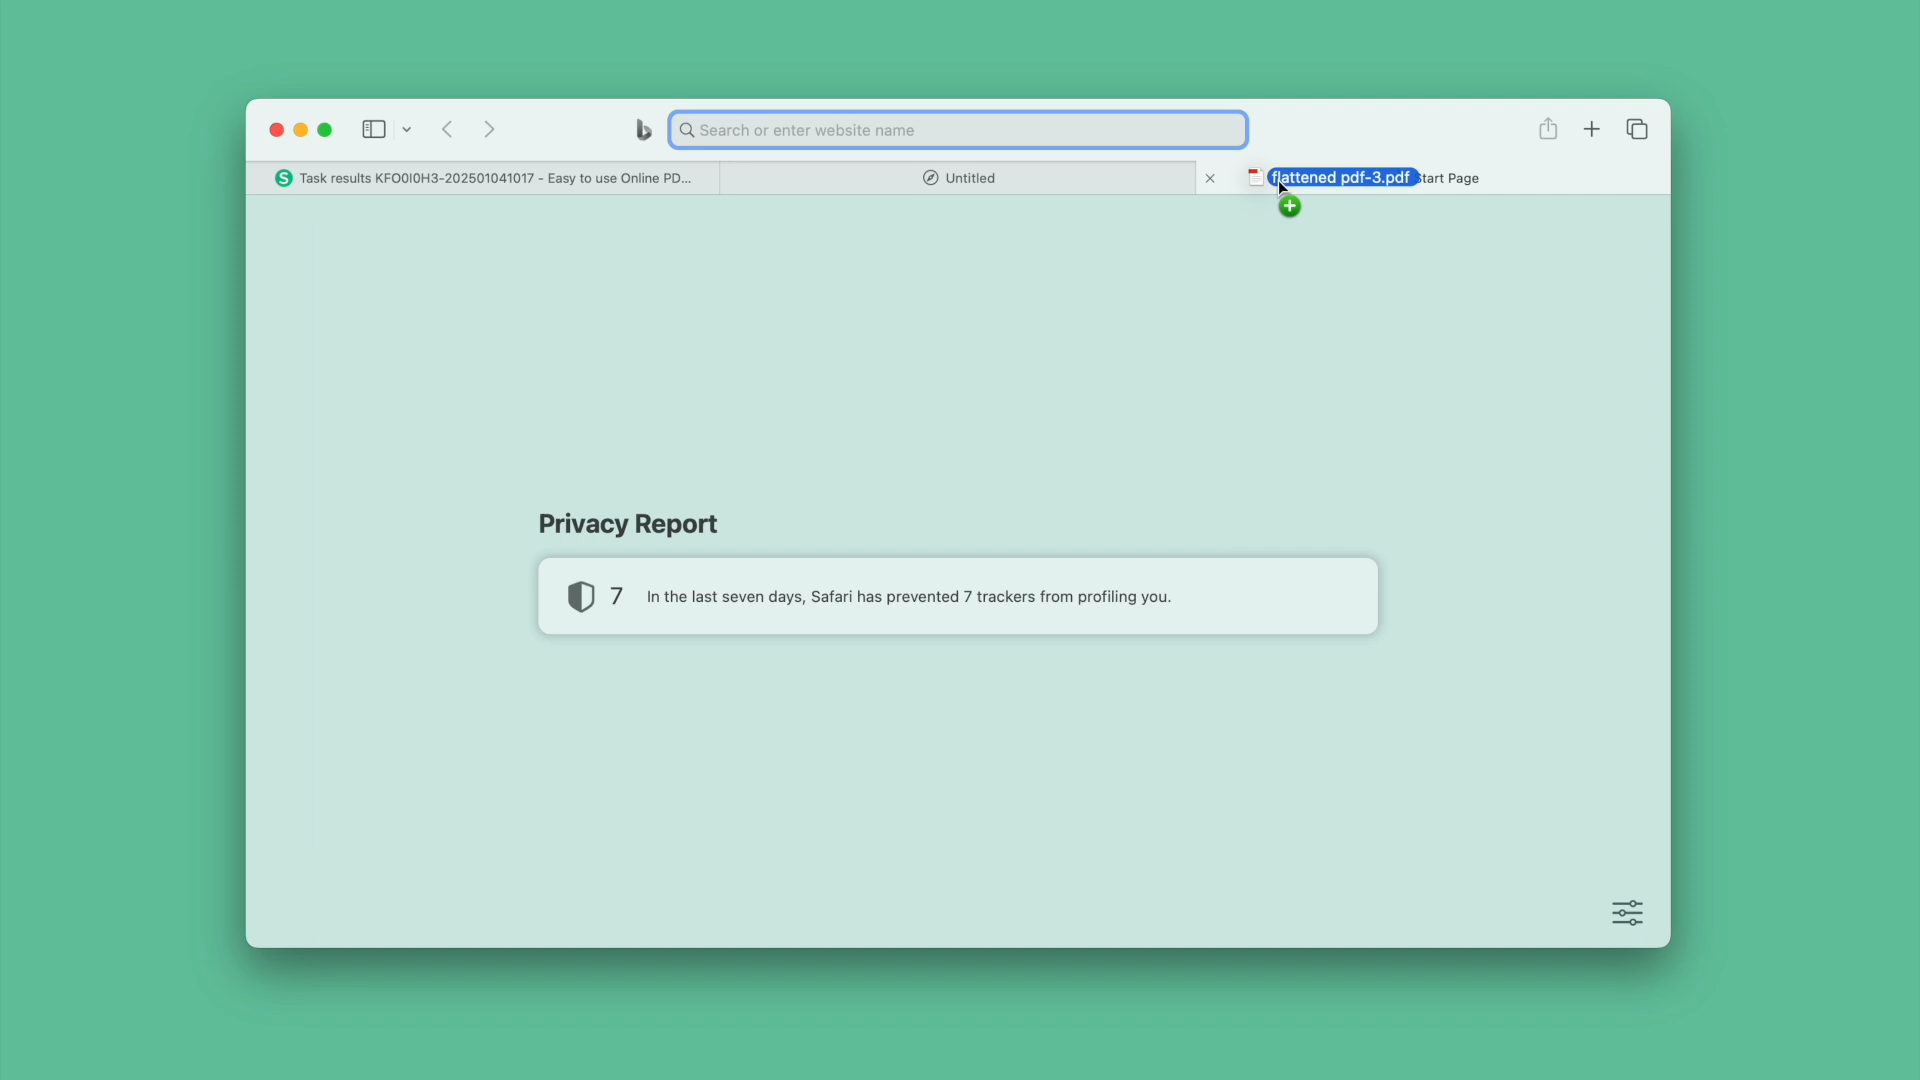 Search or enter website name
S Task results KFO0I0H3-202501041017 - Easy to use Online PD...
Untitled
flattened pdf-3.pdf Start Page
Privacy Report
7 In the last seven days, Safari has prevented 7 trackers from profiling you.